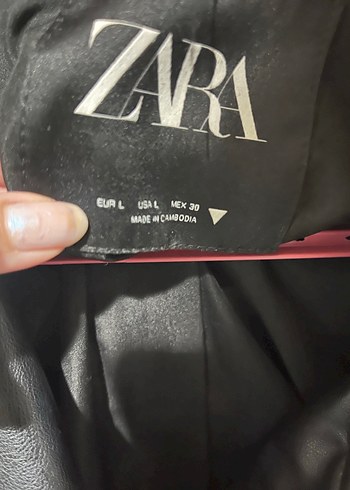 ZARA
EUR L USA L MEX 30
MADE IN CAMBODIA